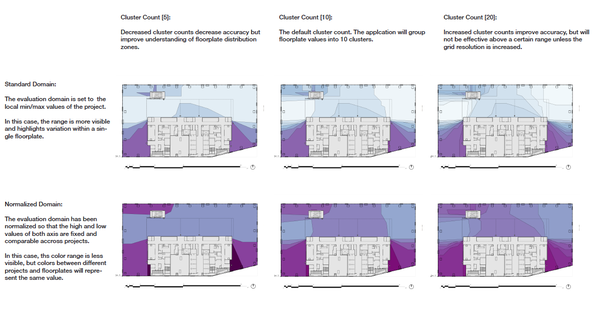 Cluster Count [5]:
Decreased cluster counts decrease accuracy but
improve understanding of floorplate distribution
zones.
Cluster Count [10]:
The default cluster count. The application will group
floorplate values into 10 clusters.
Cluster Count [20]:
Increased cluster counts improve accuracy, but will
not be effective above a certain range unless the
grid resolution is increased.
Standard Domain:
The evaluation domain is set to the
local min/max values of the project.
In this case, the range is more visible
and highlights variation within a sin-
gle floorplate.
Normalized Domain:
The evaluation domain has been
normalized so that the high and low
values of both axis are fixed and
comparable accross projects.
In this case, ths color range is less
visible, but colors between different
projects and floorplates will repre-
sent the same value.